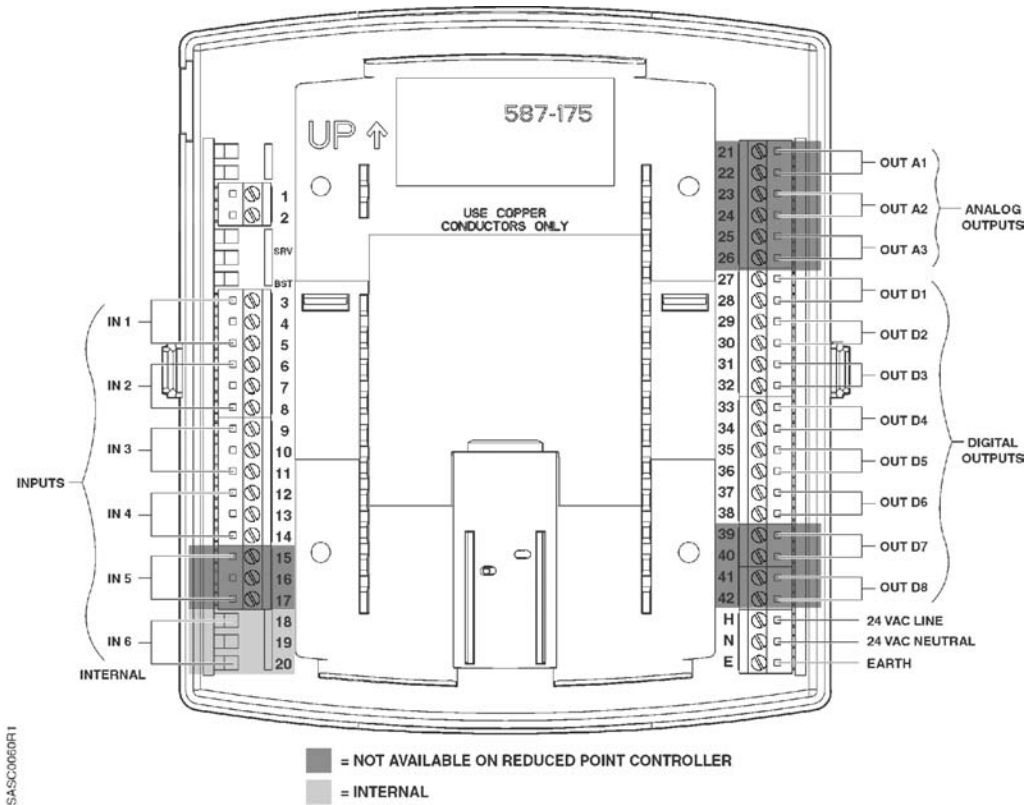 587-175
UP ↑
USE COPPER
CONDUCTORS ONLY
1
2
SRV
BST
3
4
5
6
7
8
9
10
11
12
13
14
15
16
17
18
19
20
IN 1
IN 2
IN 3
IN 4
IN 5
IN 6
INPUTS
INTERNAL
21
22
23
24
25
26
27
28
29
30
31
32
33
34
35
36
37
38
39
40
41
42
H
N
E
OUT A1
OUT A2
OUT A3
OUT D1
OUT D2
OUT D3
OUT D4
OUT D5
OUT D6
OUT D7
OUT D8
24 VAC LINE
24 VAC NEUTRAL
EARTH
ANALOG
OUTPUTS
DIGITAL
OUTPUTS
SASC0060R1
= NOT AVAILABLE ON REDUCED POINT CONTROLLER
= INTERNAL